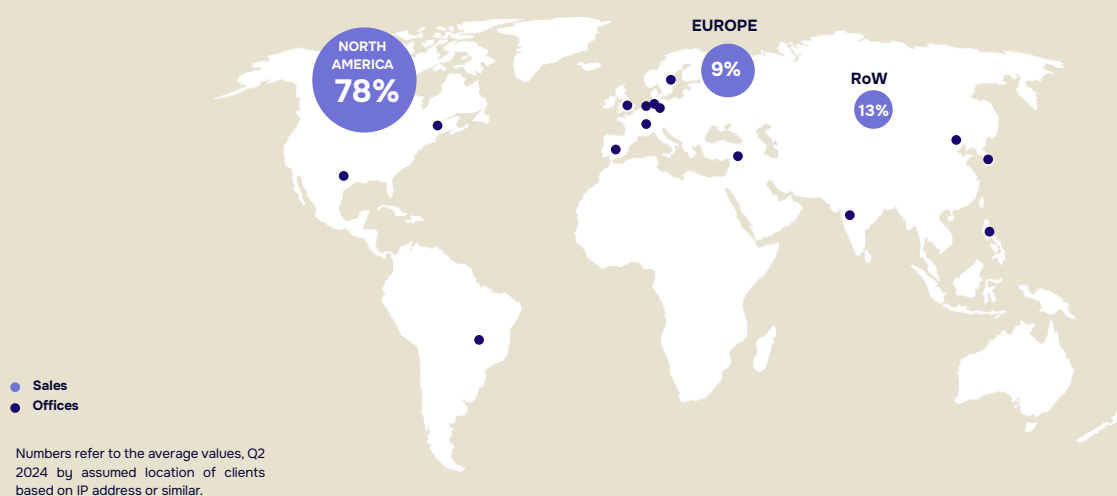 NORTH
AMERICA
78%
EUROPE
9%
RoW
13%
Sales
Offices
Numbers refer to the average values, Q2
2024 by assumed location of clients
based on IP address or similar.